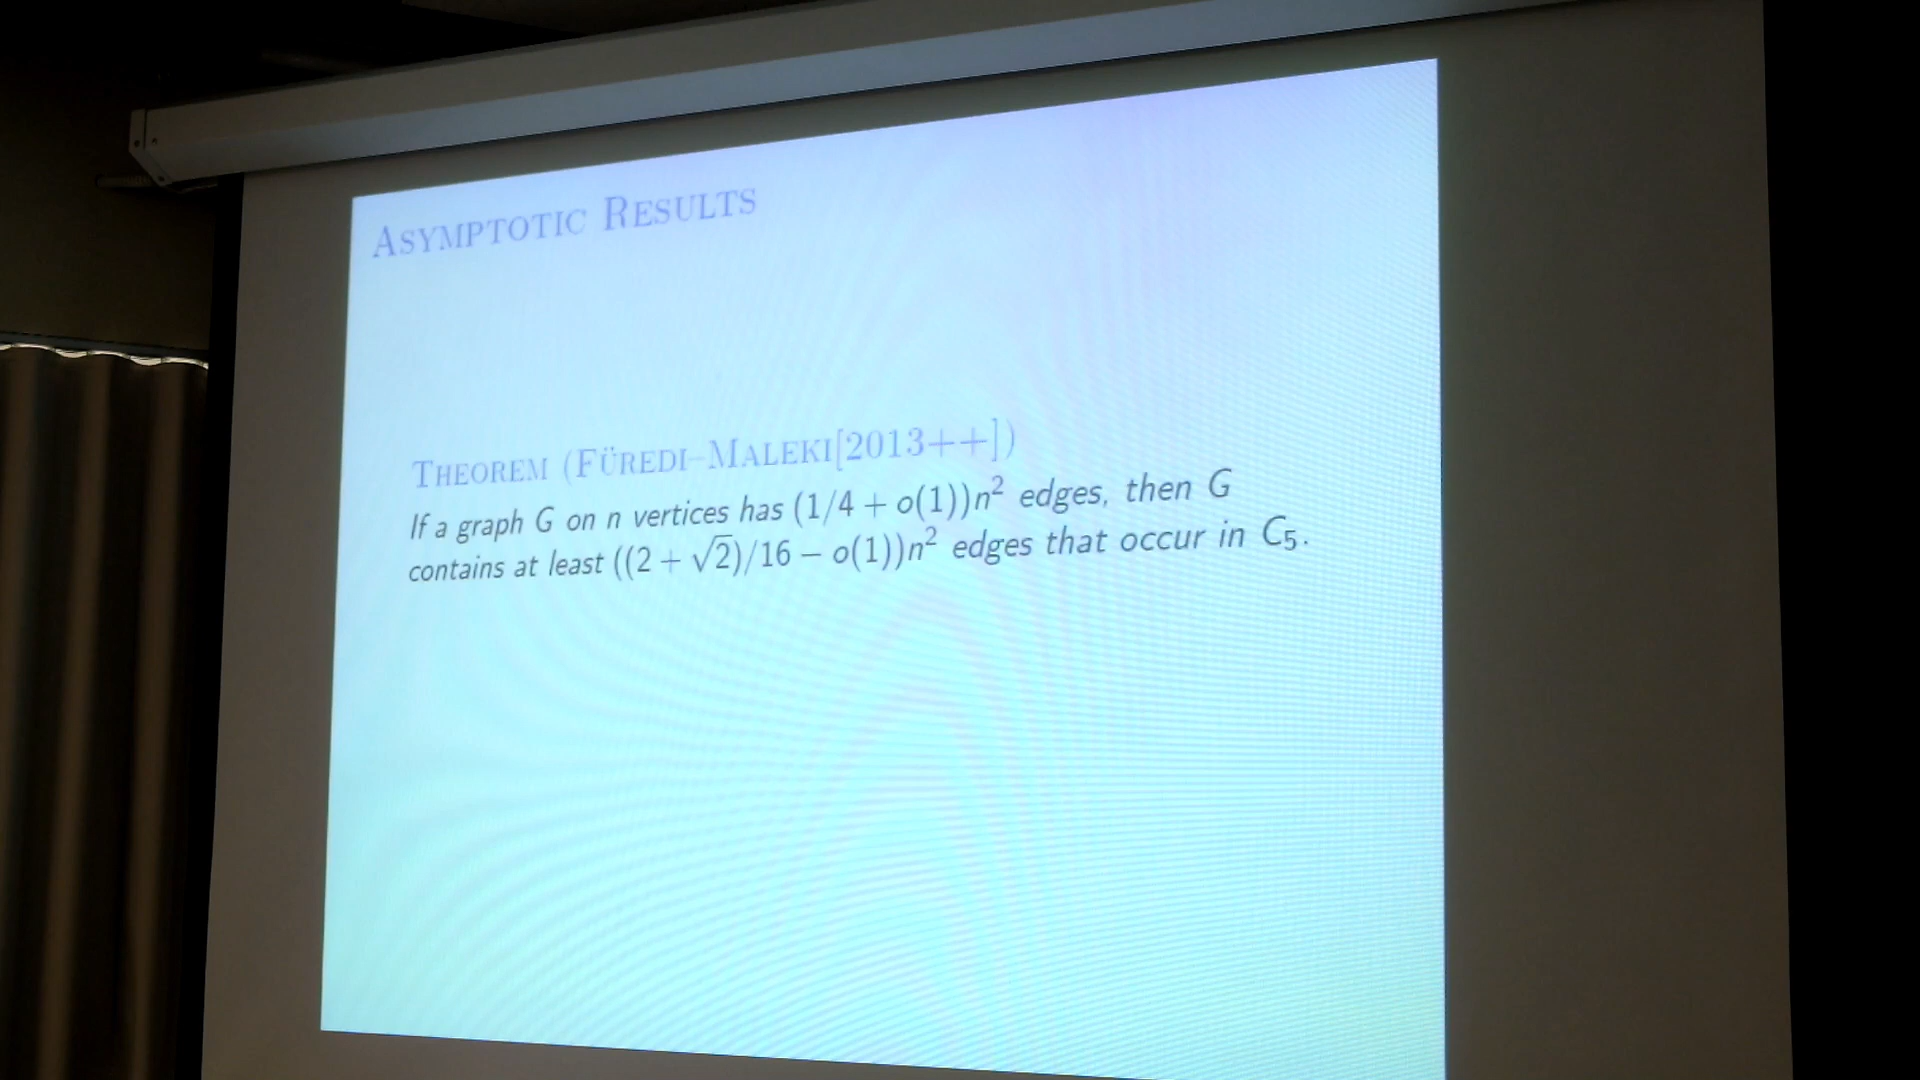 ASYMPTOTIC RESULTS
THEOREM (FÜREDI–MALEKI[2013++])
If a graph G on n vertices has (1/4 + o(1))n² edges, then G
contains at least ((2 + √2)/16 − o(1))n² edges that occur in C₅.